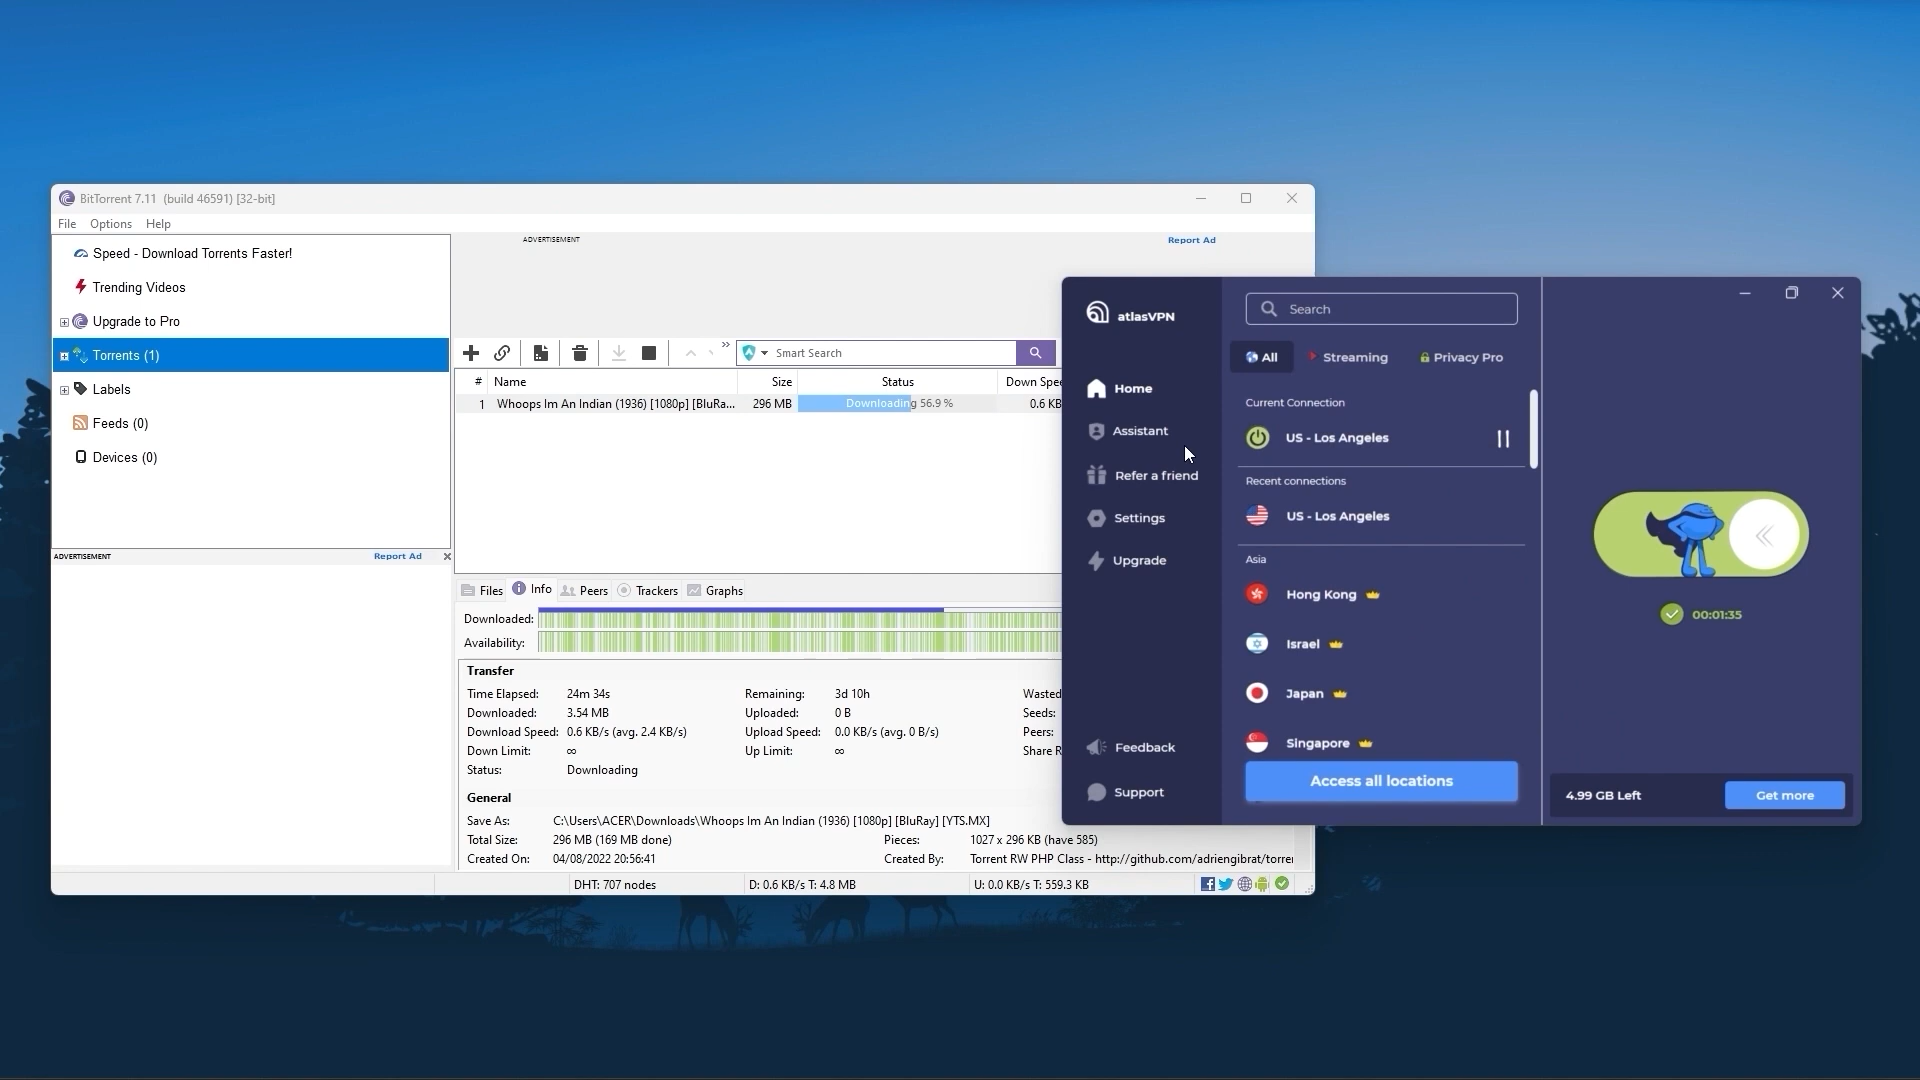 BitTorrent 7.11 (build 46591) [32-bit]
File Options Help
Speed - Download Torrents Faster!
Trending Videos
Upgrade to Pro
Torrents (1)
Labels
Feeds (0)
Devices (0)
ADVERTISEMENT Report Ad
ADVERTISEMENT Report Ad
Smart Search
# Name Size Status Down Spee
1 Whoops Im An Indian (1936) [1080p] [BluRa... 296 MB Downloading 56.9 % 0.6 KB
Files Info Peers Trackers Graphs
Downloaded:
Availability:
Transfer
Time Elapsed: 24m 34s Remaining: 3d 10h Wasted
Downloaded: 3.54 MB Uploaded: 0 B Seeds:
Download Speed: 0.6 KB/s (avg. 2.4 KB/s) Upload Speed: 0.0 KB/s (avg. 0 B/s) Peers:
Down Limit: ∞ Up Limit: ∞ Share R
Status: Downloading
General
Save As: C:\Users\ACER\Downloads\Whoops Im An Indian (1936) [1080p] [BluRay] [YTS.MX]
Total Size: 296 MB (169 MB done) Pieces: 1027 x 296 KB (have 585)
Created On: 04/08/2022 20:56:41 Created By: Torrent RW PHP Class - http://github.com/adriengibrat/torrer
DHT: 707 nodes D: 0.6 KB/s T: 4.8 MB U: 0.0 KB/s T: 559.3 KB
atlasVPN
Home
Assistant
Refer a friend
Settings
Upgrade
Feedback
Support
Search
All Streaming Privacy Pro
Current Connection
US - Los Angeles
Recent connections
US - Los Angeles
Asia
Hong Kong
Israel
Japan
Singapore
Access all locations
00:01:35
4.99 GB Left Get more